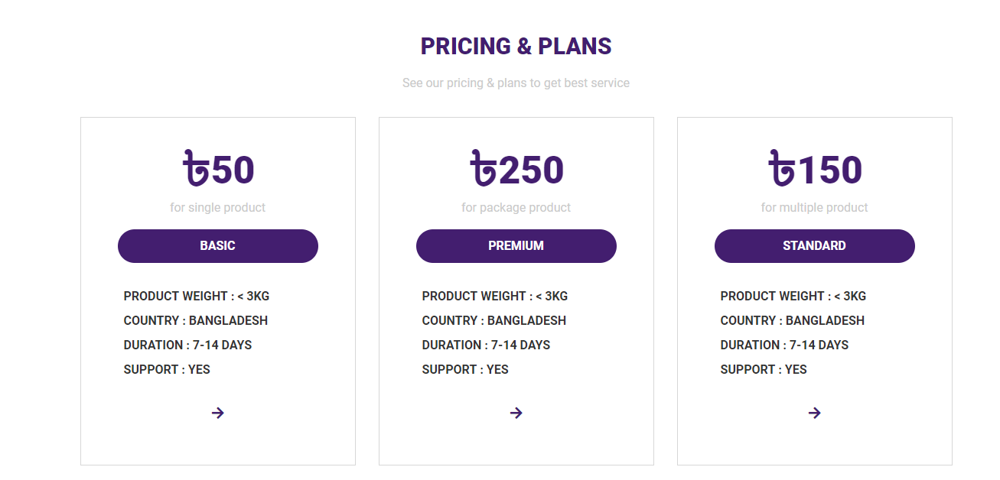 PRICING & PLANS
See our pricing & plans to get best service
৳50
for single product
BASIC
PRODUCT WEIGHT : < 3KG
COUNTRY : BANGLADESH
DURATION : 7-14 DAYS
SUPPORT : YES
→
৳250
for package product
PREMIUM
PRODUCT WEIGHT : < 3KG
COUNTRY : BANGLADESH
DURATION : 7-14 DAYS
SUPPORT : YES
→
৳150
for multiple product
STANDARD
PRODUCT WEIGHT : < 3KG
COUNTRY : BANGLADESH
DURATION : 7-14 DAYS
SUPPORT : YES
→